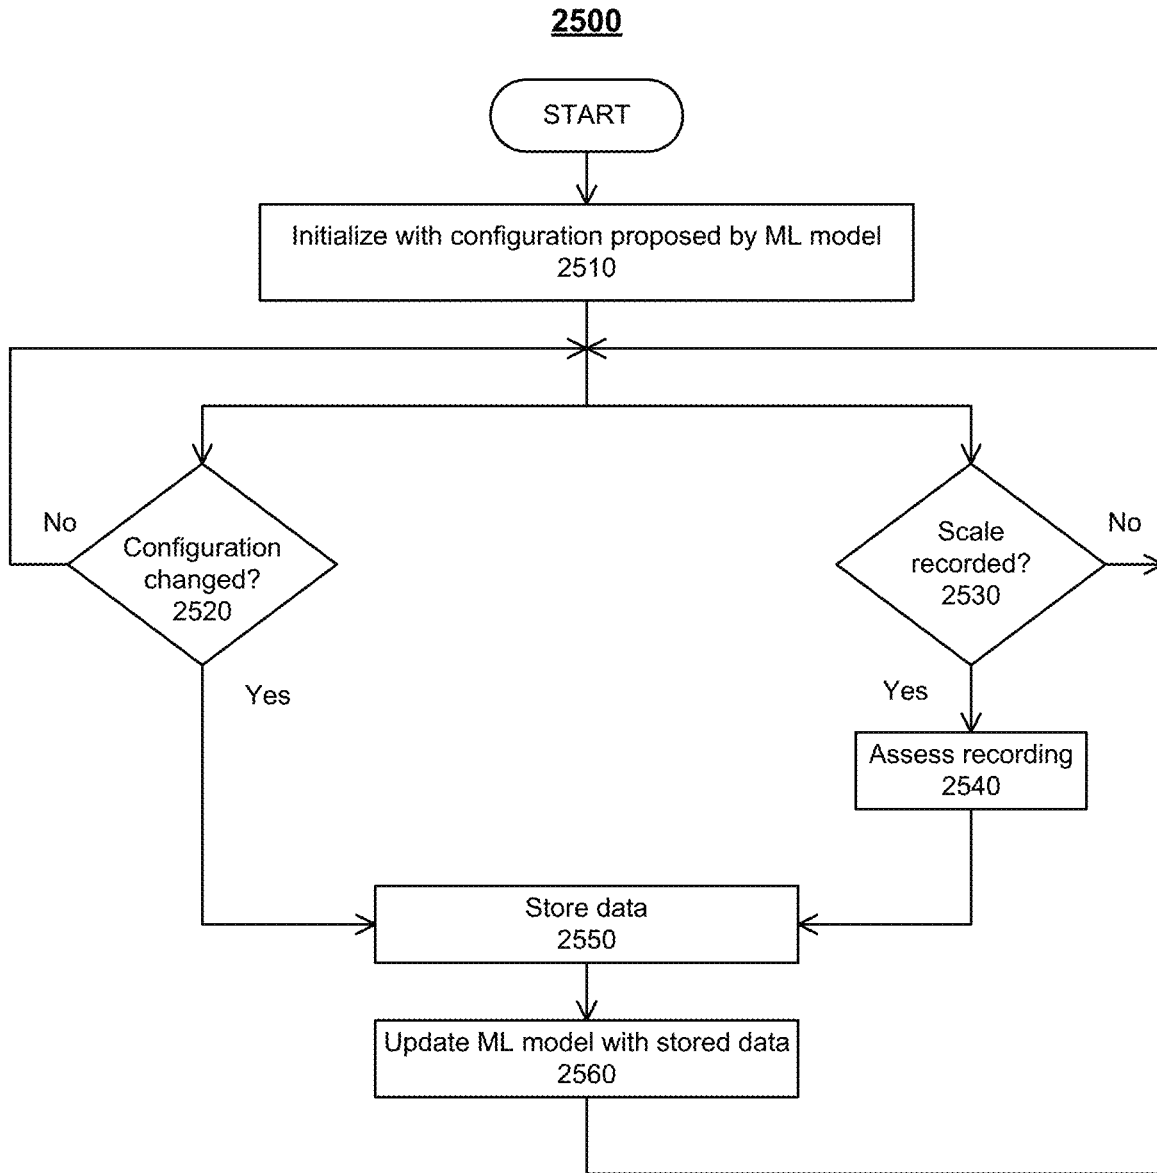 2500
START
Initialize with configuration proposed by ML model
2510
No
Configuration
changed?
2520
Yes
Scale
recorded?
2530
No
Yes
Assess recording
2540
Store data
2550
Update ML model with stored data
2560